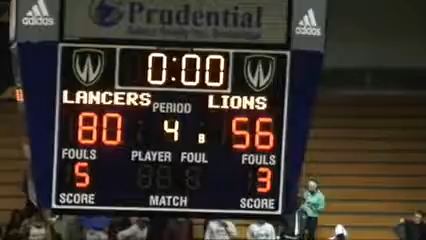 adidas
Prudential
adidas
0:00
LANCERS LIONS
PERIOD
80 4 B 56
FOULS PLAYER FOUL FOULS
5 3
SCORE MATCH SCORE